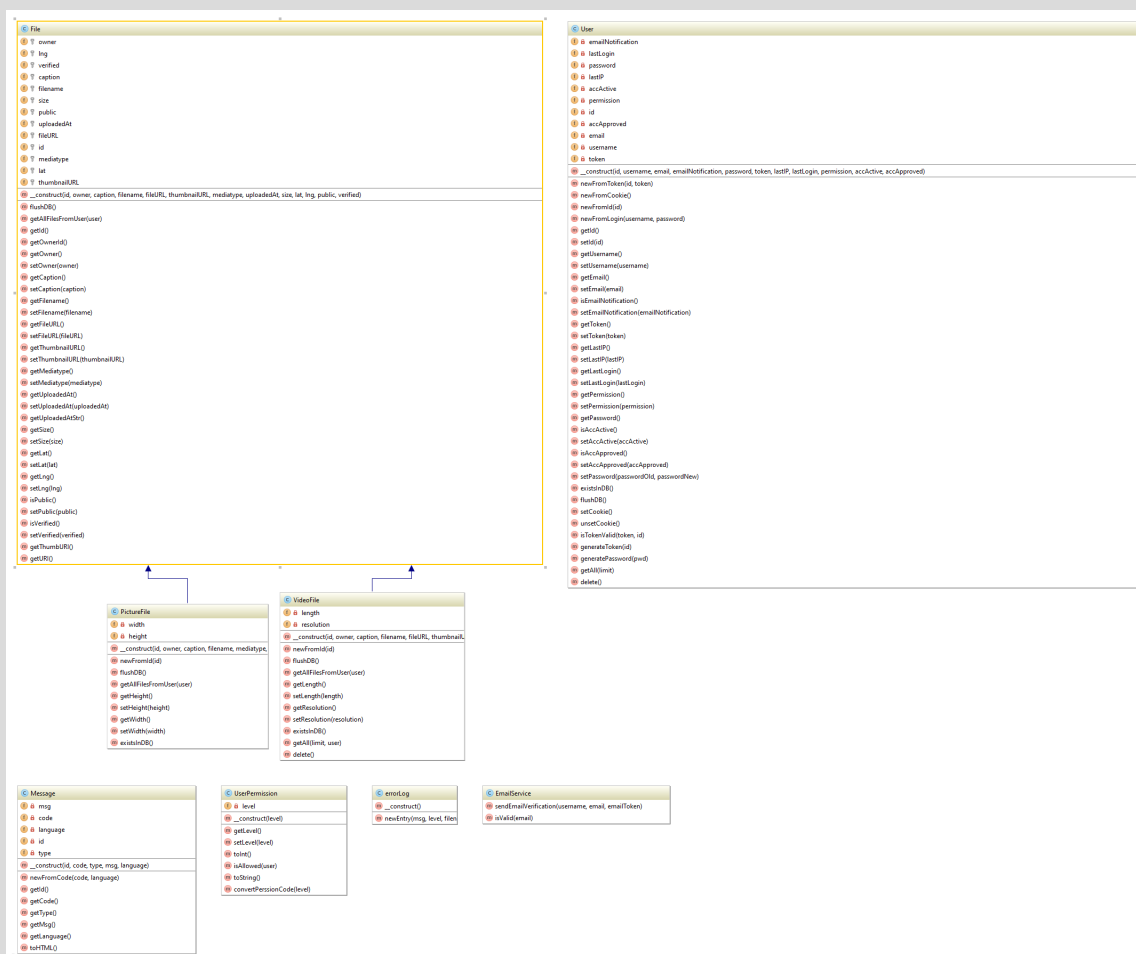 File
owner
lng
verified
caption
filename
size
public
uploadedAt
fileURL
id
mediatype
lat
thumbnailURL
__construct(id, owner, caption, filename, fileURL, thumbnailURL, mediatype, uploadedAt, size, lat, lng, public, verified)
flushDB()
getAllFilesFromUser(user)
getId()
getOwnerId()
getOwner()
setOwner(owner)
getCaption()
setCaption(caption)
getFilename()
setFilename(filename)
getFileURL()
setFileURL(fileURL)
getThumbnailURL()
setThumbnailURL(thumbnailURL)
getMediatype()
setMediatype(mediatype)
getUploadedAt()
setUploadedAt(uploadedAt)
getUploadedAtStr()
getSize()
setSize(size)
getLat()
setLat(lat)
getLng()
setLng(lng)
isPublic()
setPublic(public)
isVerified()
setVerified(verified)
getThumbURI()
getURI()
User
emailNotification
lastLogin
password
lastIP
accActive
permission
id
accApproved
email
username
token
__construct(id, username, email, emailNotification, password, token, lastIP, lastLogin, permission, accActive, accApproved)
newFromToken(id, token)
newFromCookie()
newFromId(id)
newFromLogin(username, password)
getId()
setId(id)
getUsername()
setUsername(username)
getEmail()
setEmail(email)
isEmailNotification()
setEmailNotification(emailNotification)
getToken()
setToken(token)
getLastIP()
setLastIP(lastIP)
getLastLogin()
setLastLogin(lastLogin)
getPermission()
setPermission(permission)
getPassword()
isAccActive()
setAccActive(accActive)
isAccApproved()
setAccApproved(accApproved)
setPassword(passwordOld, passwordNew)
existsInDB()
flushDB()
setCookie()
unsetCookie()
isTokenValid(token, id)
generateToken(id)
generatePassword(pwd)
getAll(limit)
delete()
PictureFile
width
height
__construct(id, owner, caption, filename, mediatype,
newFromId(id)
flushDB()
getAllFilesFromUser(user)
getHeight()
setHeight(height)
getWidth()
setWidth(width)
existsInDB()
VideoFile
length
resolution
__construct(id, owner, caption, filename, fileURL, thumbnailL
newFromId(id)
flushDB()
getAllFilesFromUser(user)
getLength()
setLength(length)
getResolution()
setResolution(resolution)
existsInDB()
getAll(limit, user)
delete()
Message
msg
code
language
id
type
__construct(id, code, type, msg, language)
newFromCode(code, language)
getId()
getCode()
getType()
getMsg()
getLanguage()
toHTML()
UserPermission
level
__construct(level)
getLevel()
setLevel(level)
toInt()
isAllowed(user)
toString()
convertPerssionCode(level)
errorLog
__construct()
newEntry(msg, level, filen
EmailService
sendEmailVerification(username, email, emailToken)
isValid(email)